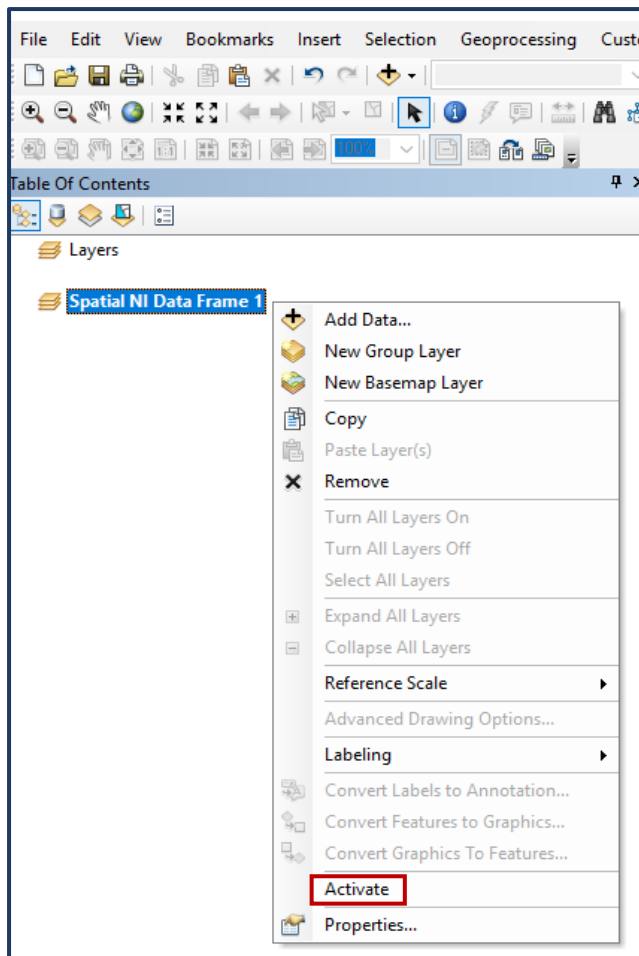 File Edit View Bookmarks Insert Selection Geoprocessing Custo
1:1 100%
Table Of Contents
Layers
Spatial NI Data Frame 1
Add Data...
New Group Layer
New Basemap Layer
Copy
Paste Layer(s)
Remove
Turn All Layers On
Turn All Layers Off
Select All Layers
Expand All Layers
Collapse All Layers
Reference Scale
Advanced Drawing Options...
Labeling
Convert Labels to Annotation...
Convert Features to Graphics...
Convert Graphics To Features...
Activate
Properties...